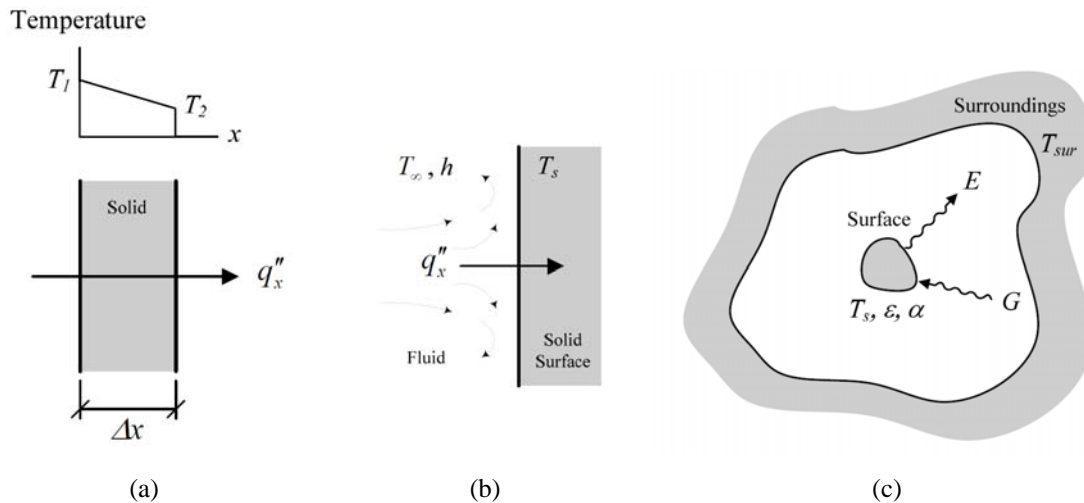 Temperature
T₁
T₂
x
Solid
q″ₓ
Δx
(a)
T∞, h
Tₛ
q″ₓ
Fluid
Solid
Surface
(b)
Surroundings
Tₛᵤᵣ
E
Surface
G
Tₛ, ε, α
(c)